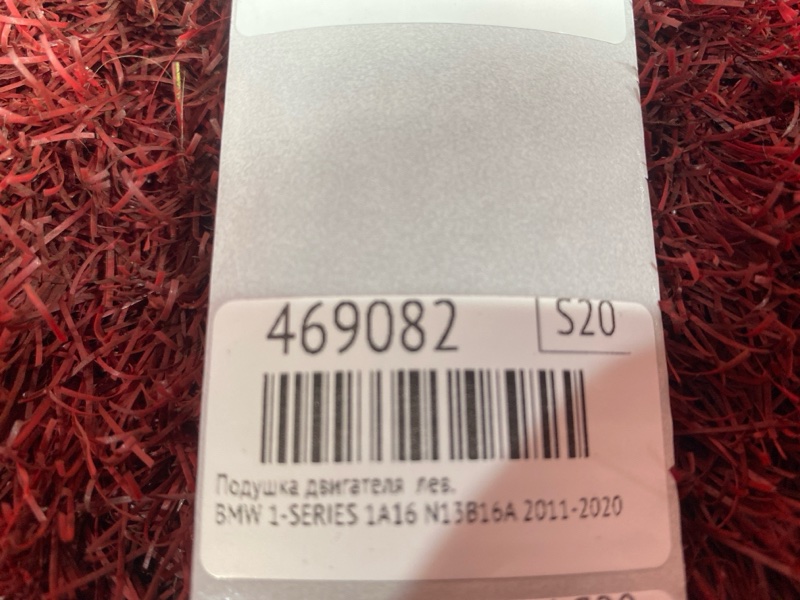 469082 S20
Подушка двигателя лев.
BMW 1-SERIES 1A16 N13B16A 2011-2020